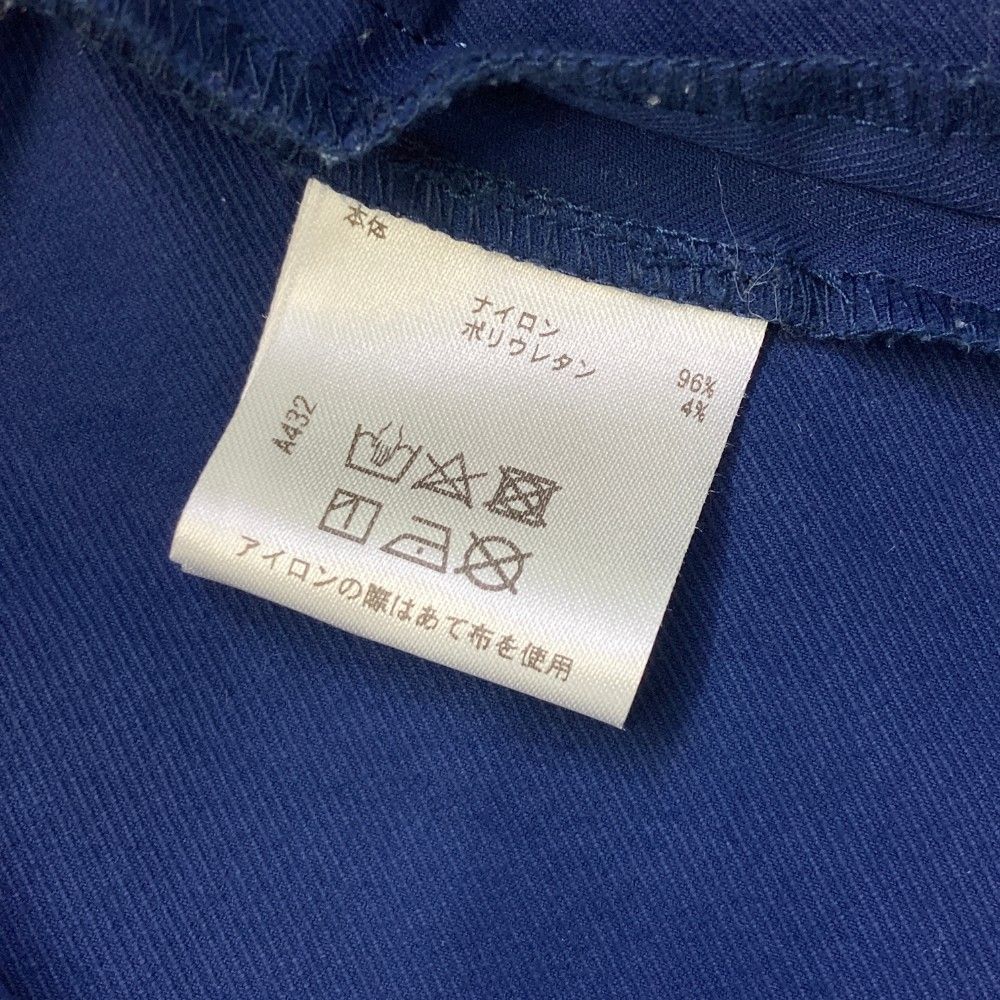 本体
ナイロン 96%
ポリウレタン 4%
A432
アイロンの際はあて布を使用